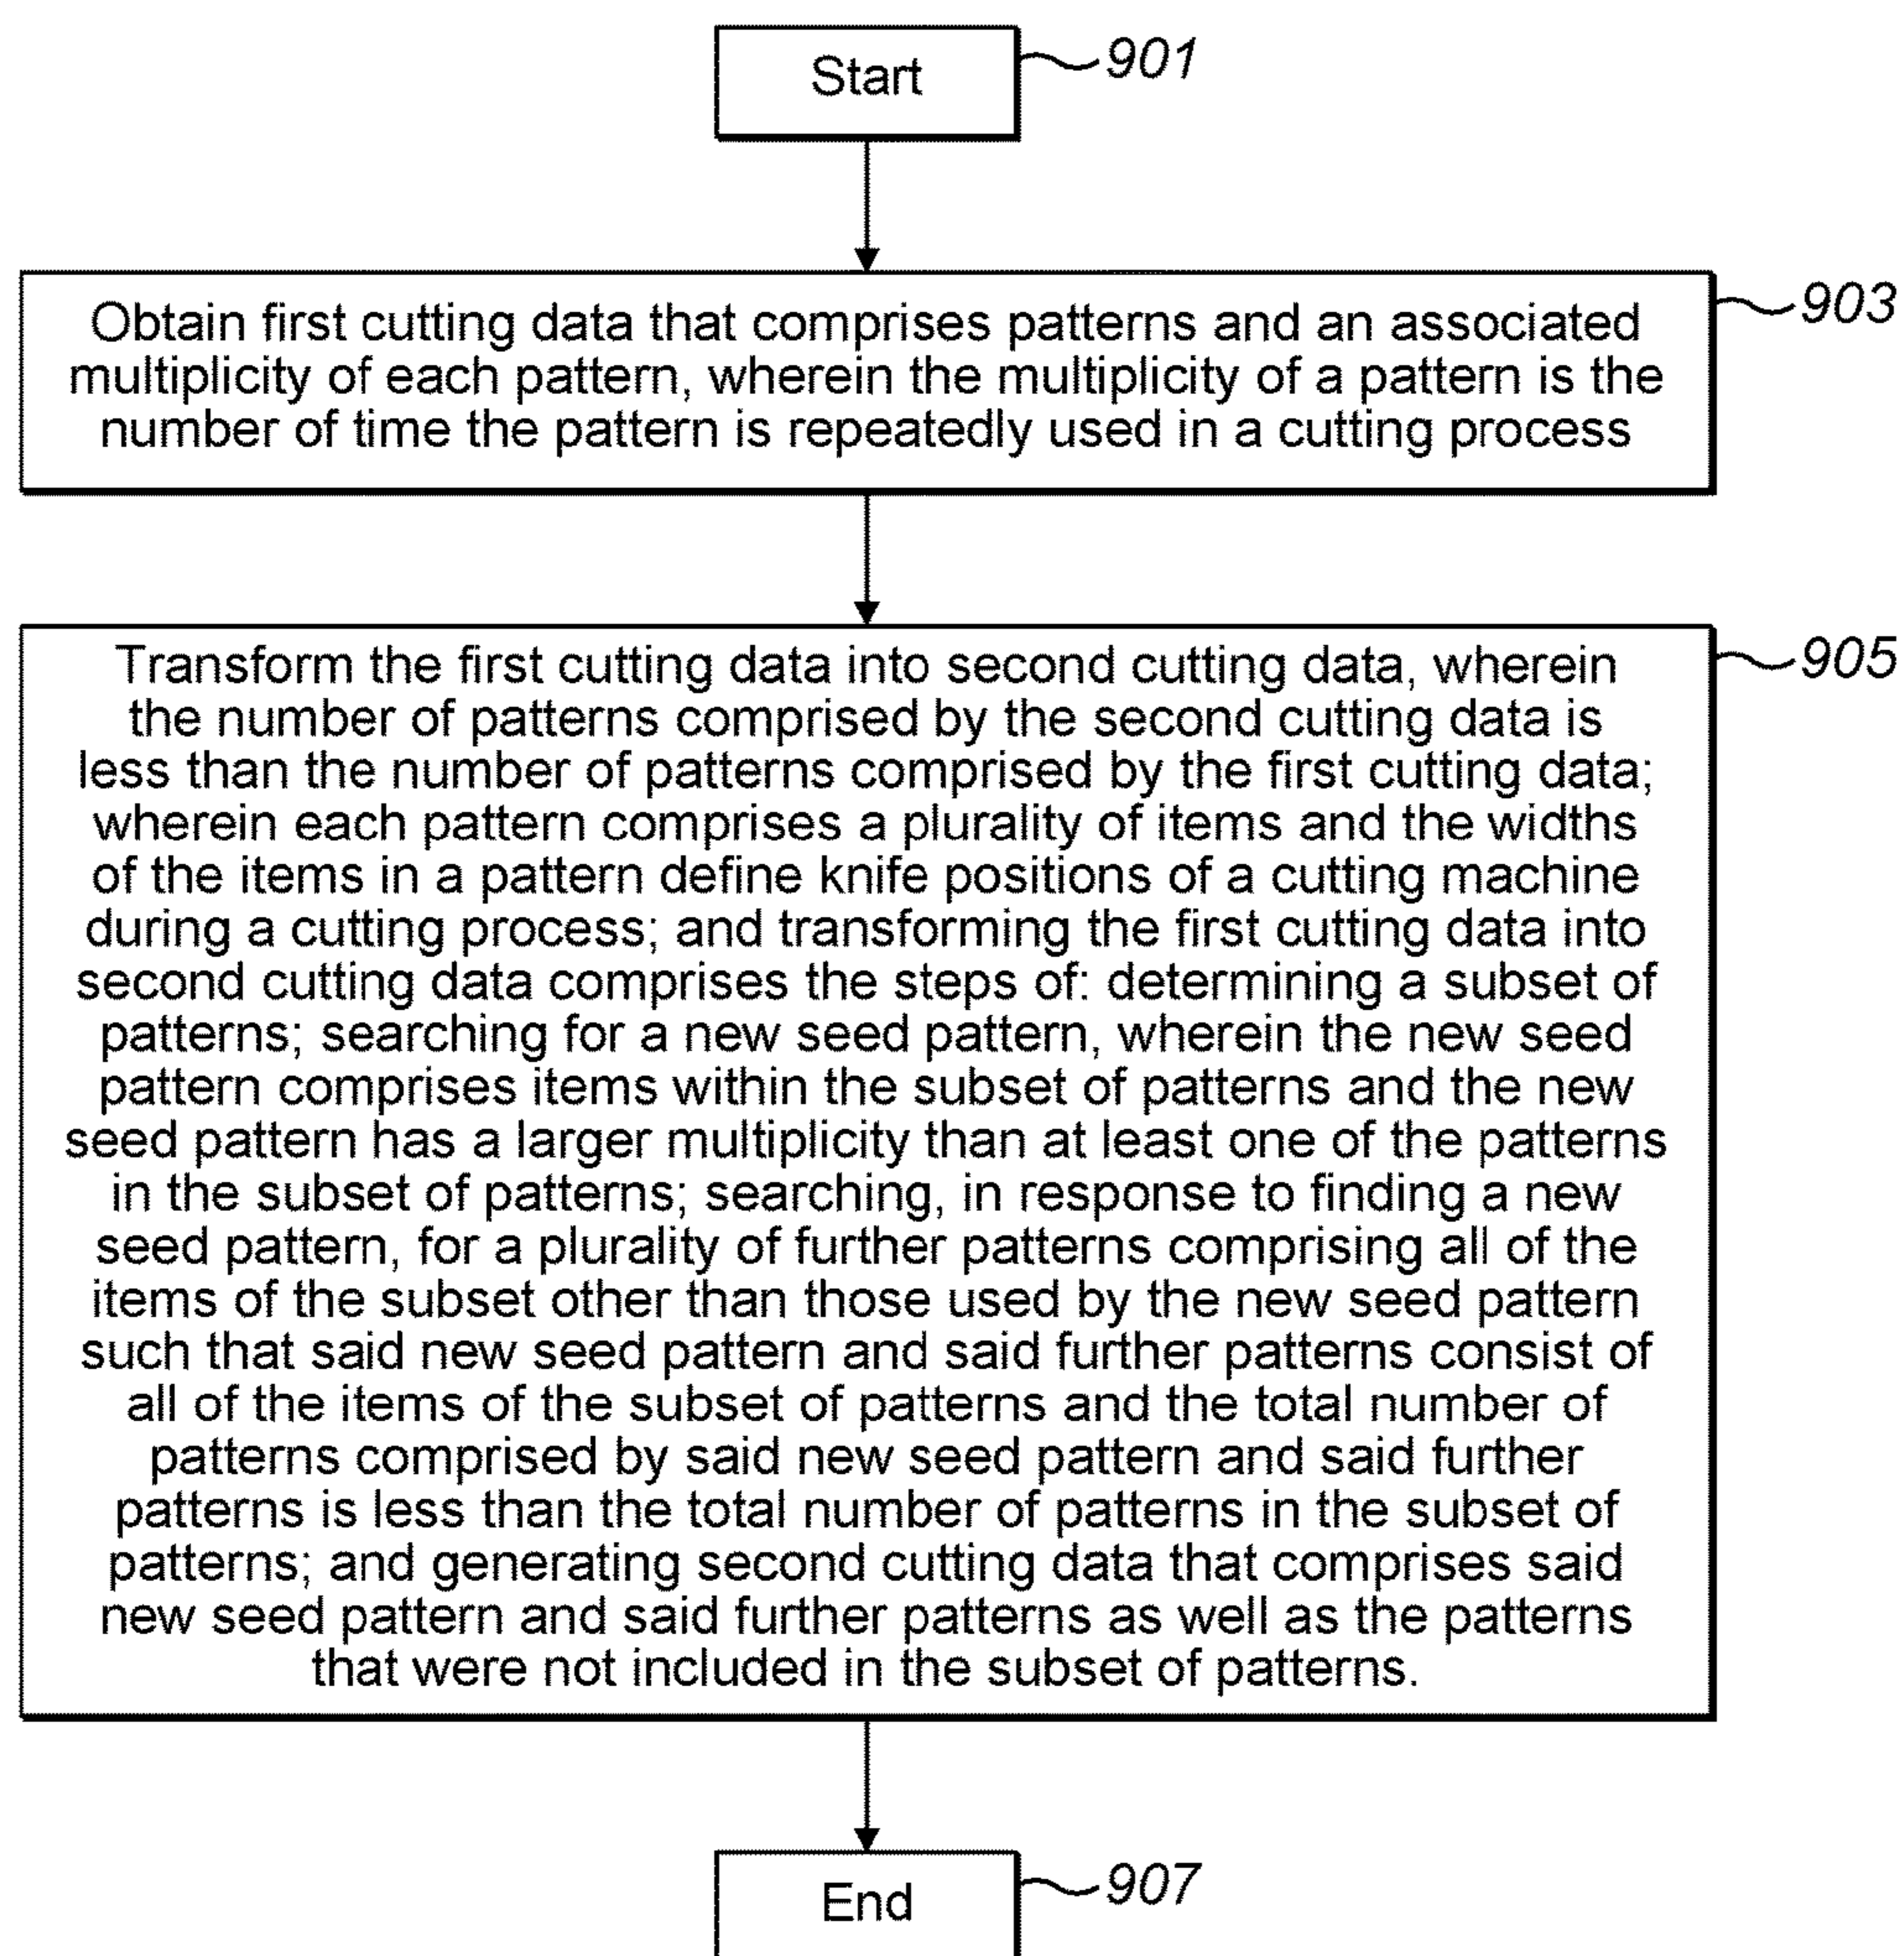 Start
901
Obtain first cutting data that comprises patterns and an associated
903
multiplicity of each pattern, wherein the multiplicity of a pattern is the
number of time the pattern is repeatedly used in a cutting process
Transform the first cutting data into second cutting data, wherein
905
the number of patterns comprised by the second cutting data is
less than the number of patterns comprised by the first cutting data;
wherein each pattern comprises a plurality of items and the widths
of the items in a pattern define knife positions of a cutting machine
during a cutting process; and transforming the first cutting data into
second cutting data comprises the steps of: determining a subset of
patterns; searching for a new seed pattern, wherein the new seed
pattern comprises items within the subset of patterns and the new
seed pattern has a larger multiplicity than at least one of the patterns
in the subset of patterns; searching, in response to finding a new
seed pattern, for a plurality of further patterns comprising all of the
items of the subset other than those used by the new seed pattern
such that said new seed pattern and said further patterns consist of
all of the items of the subset of patterns and the total number of
patterns comprised by said new seed pattern and said further
patterns is less than the total number of patterns in the subset of
patterns; and generating second cutting data that comprises said
new seed pattern and said further patterns as well as the patterns
that were not included in the subset of patterns.
End
907